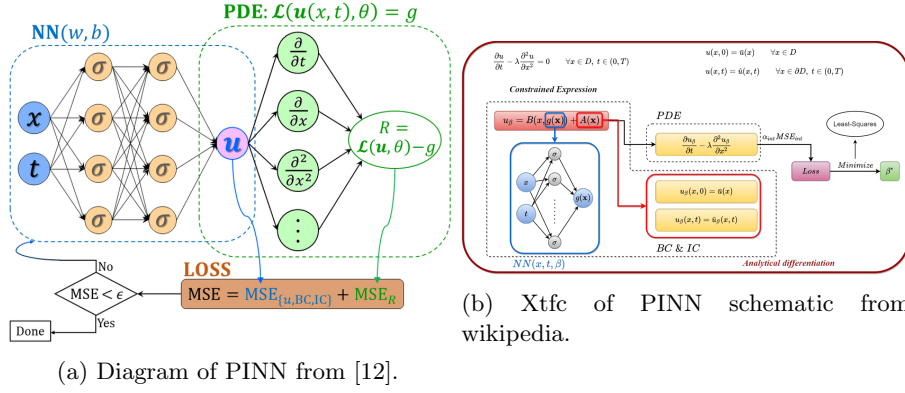 NN(w, b)
PDE: 𝓛(u(x, t), θ) = g
x
t
σ
σ
σ
σ
σ
σ
σ
σ
u
∂/∂t
∂/∂x
∂²/∂x²
⋮
R =
𝓛(u, θ)−g
LOSS
MSE = MSE{u,BC,IC} + MSE_R
No
MSE < ϵ
Yes
Done
(a) Diagram of PINN from [12].
∂u/∂t − λ ∂²u/∂x² = 0 ∀x ∈ D, t ∈ (0, T)
u(x, 0) = ū(x) ∀x ∈ D
u(x, t) = û(x, t) ∀x ∈ ∂D, t ∈ (0, T)
Constrained Expression
u_β = B(x, g(x)) + A(x)
PDE
∂u_β/∂t − λ ∂²u_β/∂x²
α_int MSE_int
Least-Squares
Loss
Minimize
β*
x
t
σ
σ
⋮
σ
g(x)
NN(x, t, β)
u_β(x, 0) = ū(x)
u_β(x, t) = û_β(x, t)
BC & IC
Analytical differentiation
(b) Xtfc of PINN schematic from
wikipedia.